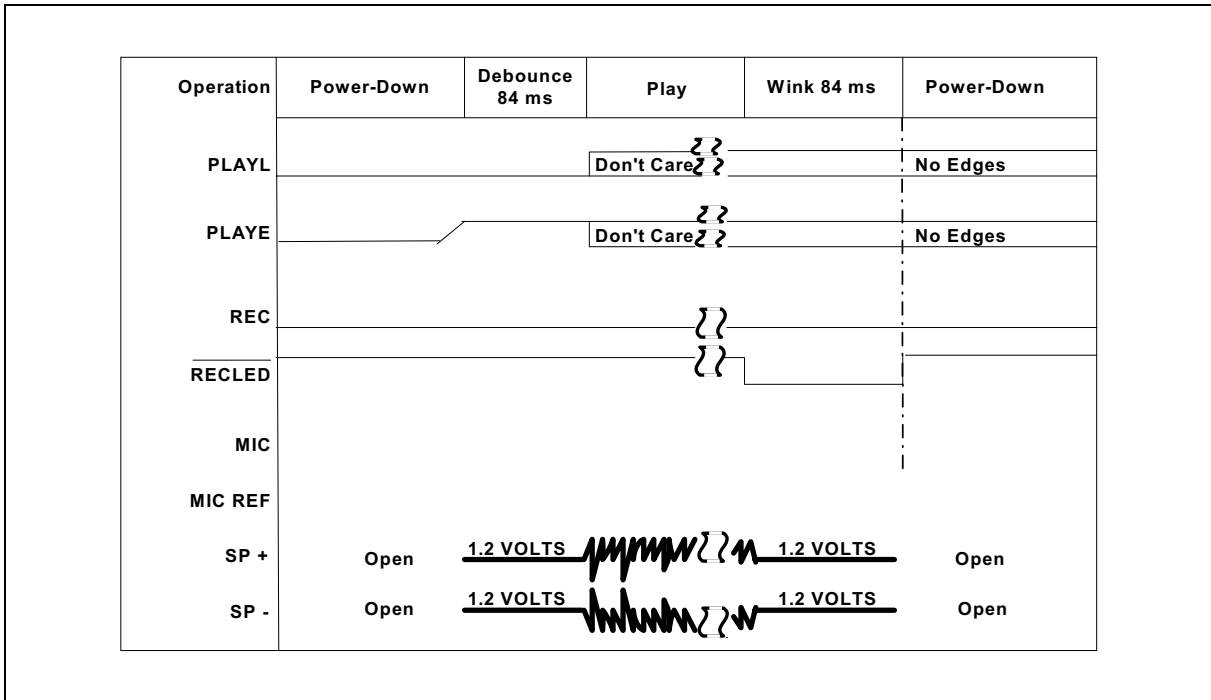 Operation Power-Down Debounce 84 ms Play Wink 84 ms Power-Down
PLAYL Don't Care No Edges
PLAYE Don't Care No Edges
REC
RECLED
MIC
MIC REF
SP + Open 1.2 VOLTS 1.2 VOLTS Open
SP - Open 1.2 VOLTS 1.2 VOLTS Open